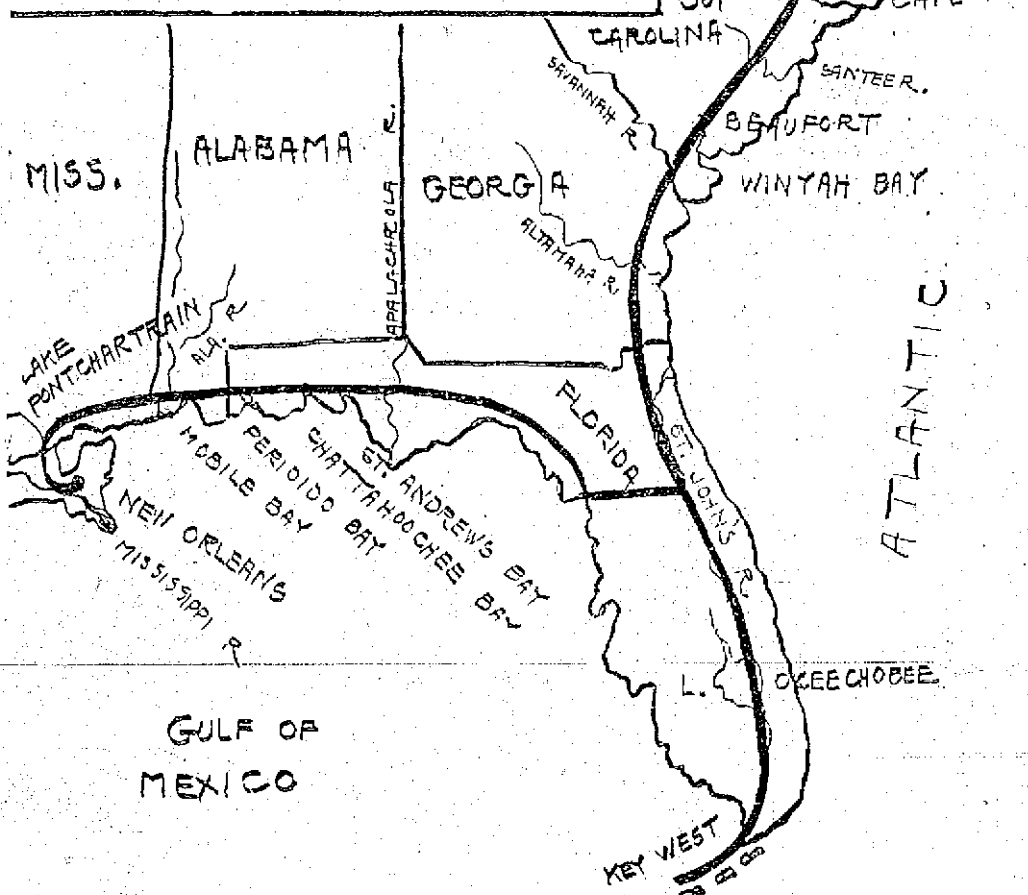 CAROLINA
SAVANNAH R.
SANTEE R.
BEAUFORT
WINYAH BAY
MISS.
ALABAMA
APALACHICOLA R.
GEORGIA
ALTAMAHA R.
ATLANTIC
LAKE
PONTCHARTRAIN
ALA. R
FLORIDA
ST. JOHN'S R.
MOBILE BAY
PERIDIDO BAY
CHATTAHOOCHEE BAY
ST. ANDREW'S BAY
NEW ORLEANS
MISSISSIPPI R
L. OKEECHOBEE
GULF OF
MEXICO
KEY WEST